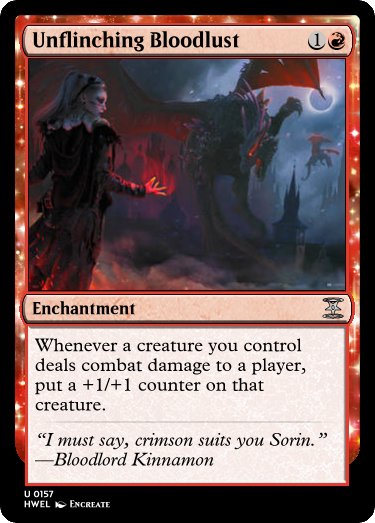 Unflinching Bloodlust 1
Enchantment
Whenever a creature you control
deals combat damage to a player,
put a +1/+1 counter on that
creature.
“I must say, crimson suits you Sorin.”
—Bloodlord Kinnamon
U 0157
HWEL Encreate